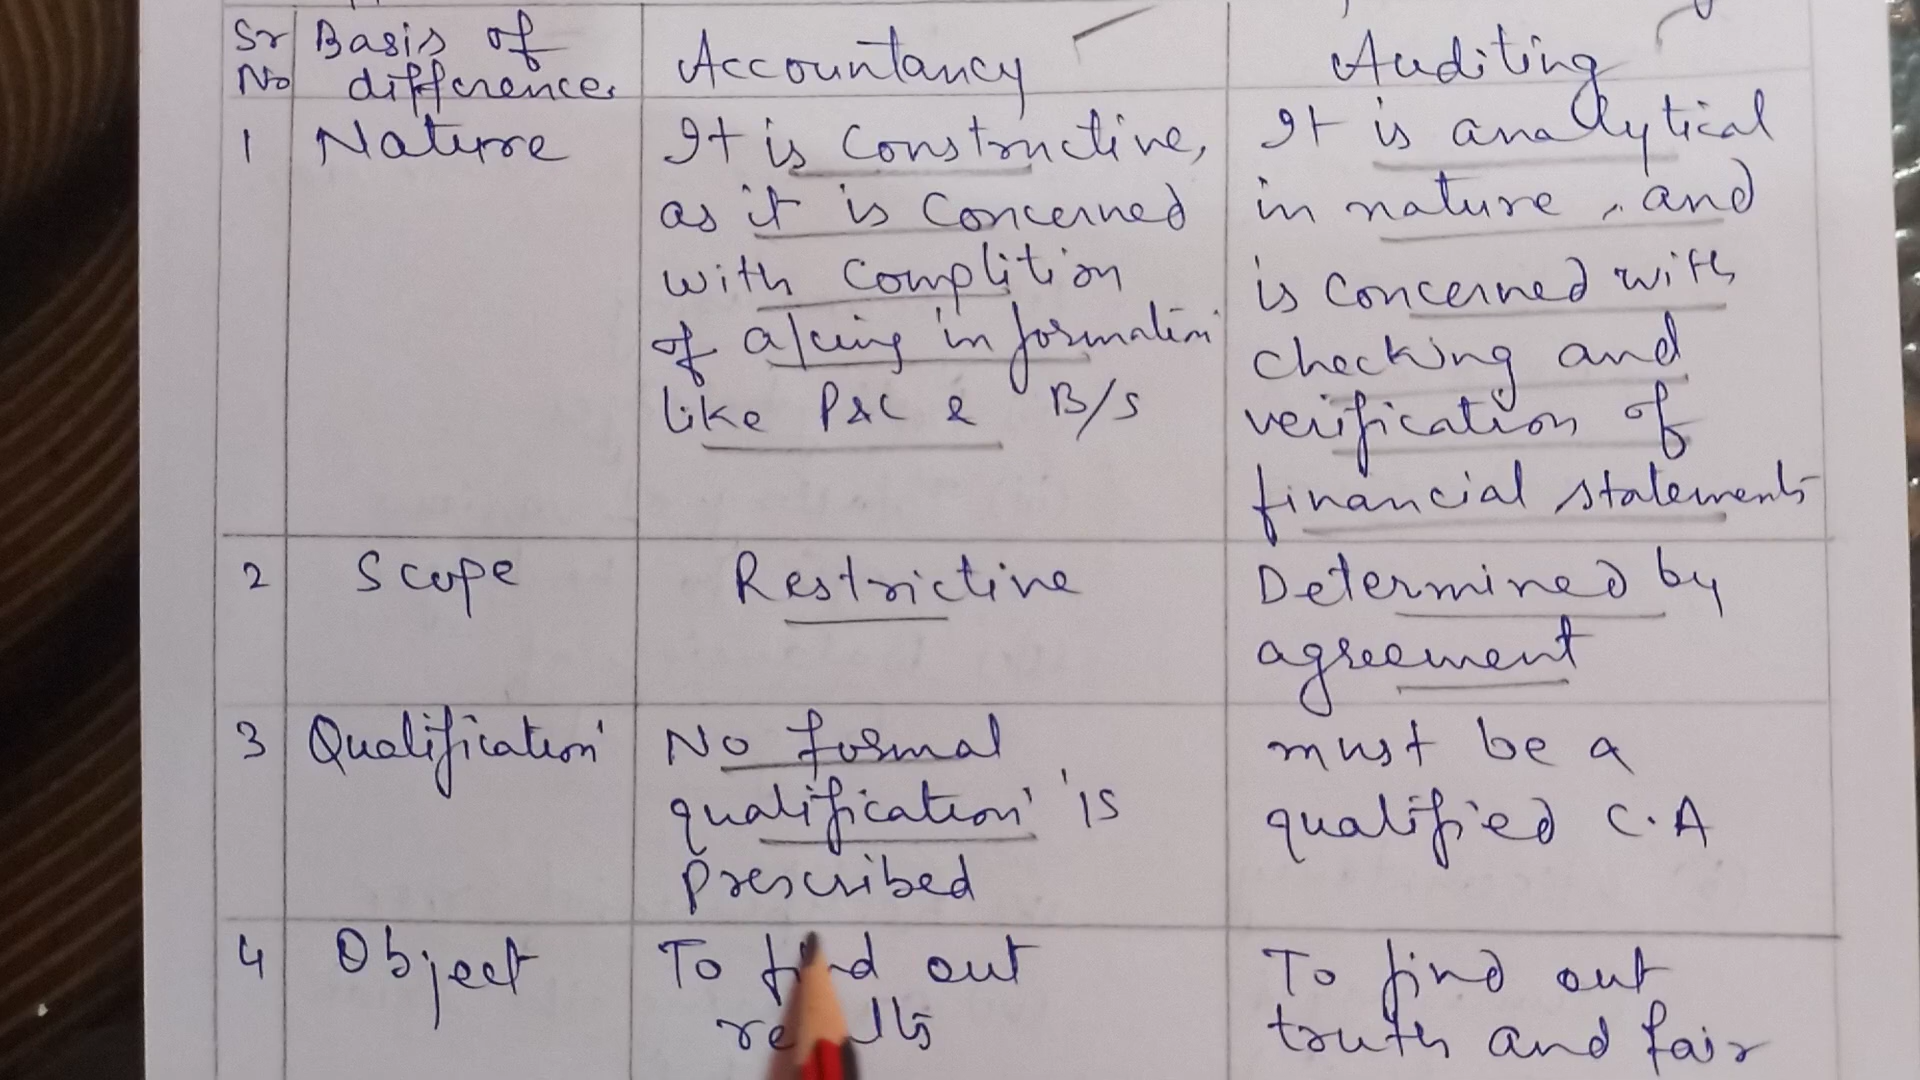 Sr No
Basis of difference.
Accountancy
Auditing
1
Nature
It is Constructive,
as it is Concerned
with Complition
of a/cing information
like P&L & B/S
It is analytical
in nature, and
is concerned with
checking and
verification of
financial statements
2
Scope
Restrictive
Determined by
agreement
3
Qualification
No formal
qualification is
Prescribed
must be a
qualified C.A
4
Object
To find out
results
To find out
truth and fair